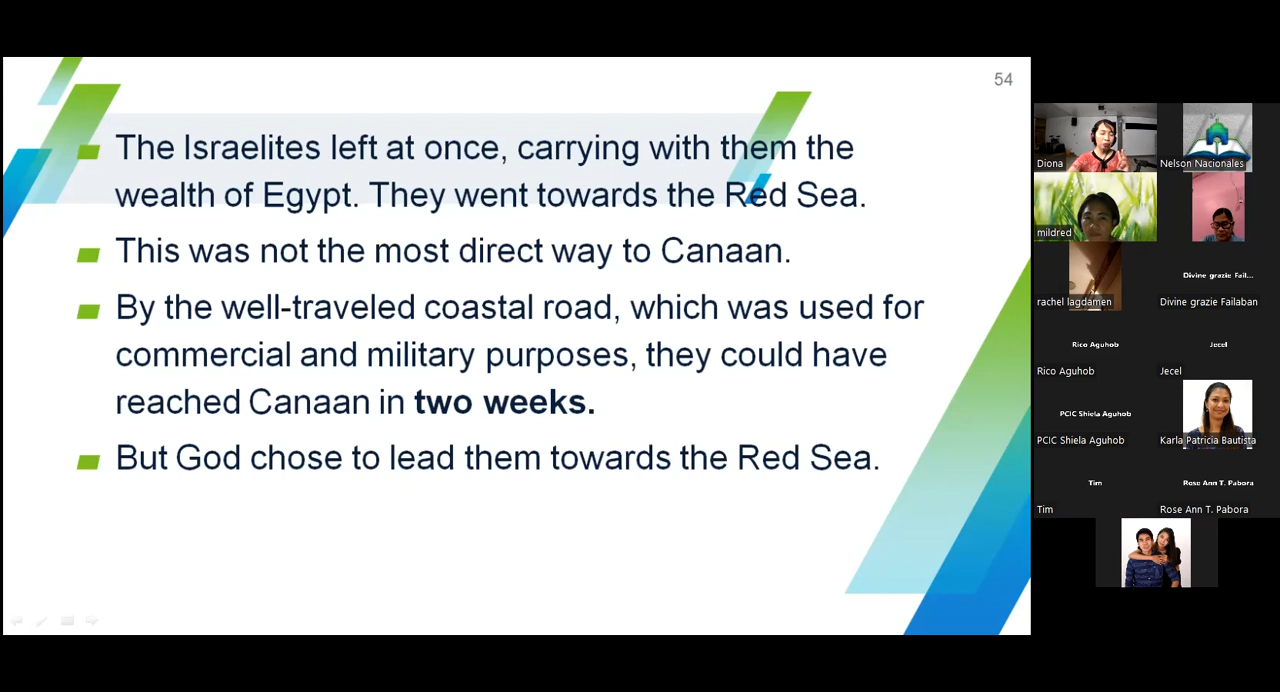 54
The Israelites left at once, carrying with them the
wealth of Egypt. They went towards the Red Sea.
This was not the most direct way to Canaan.
By the well-traveled coastal road, which was used for
commercial and military purposes, they could have
reached Canaan in two weeks.
But God chose to lead them towards the Red Sea.
Diona
Nelson Nacionales
mildred
rachel lagdamen
Divine grazie Fail...
Divine grazie Failaban
Rico Aguhob
Rico Aguhob
Jecel
Jecel
PCIC Shiela Aguhob
PCIC Shiela Aguhob
Karla Patricia Bautista
Tim
Tim
Rose Ann T. Pabora
Rose Ann T. Pabora